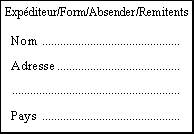 Expéditeur/Form/Absender/Remitents
Nom ..........................................
Adresse .....................................
..................................................
Pays ..........................................